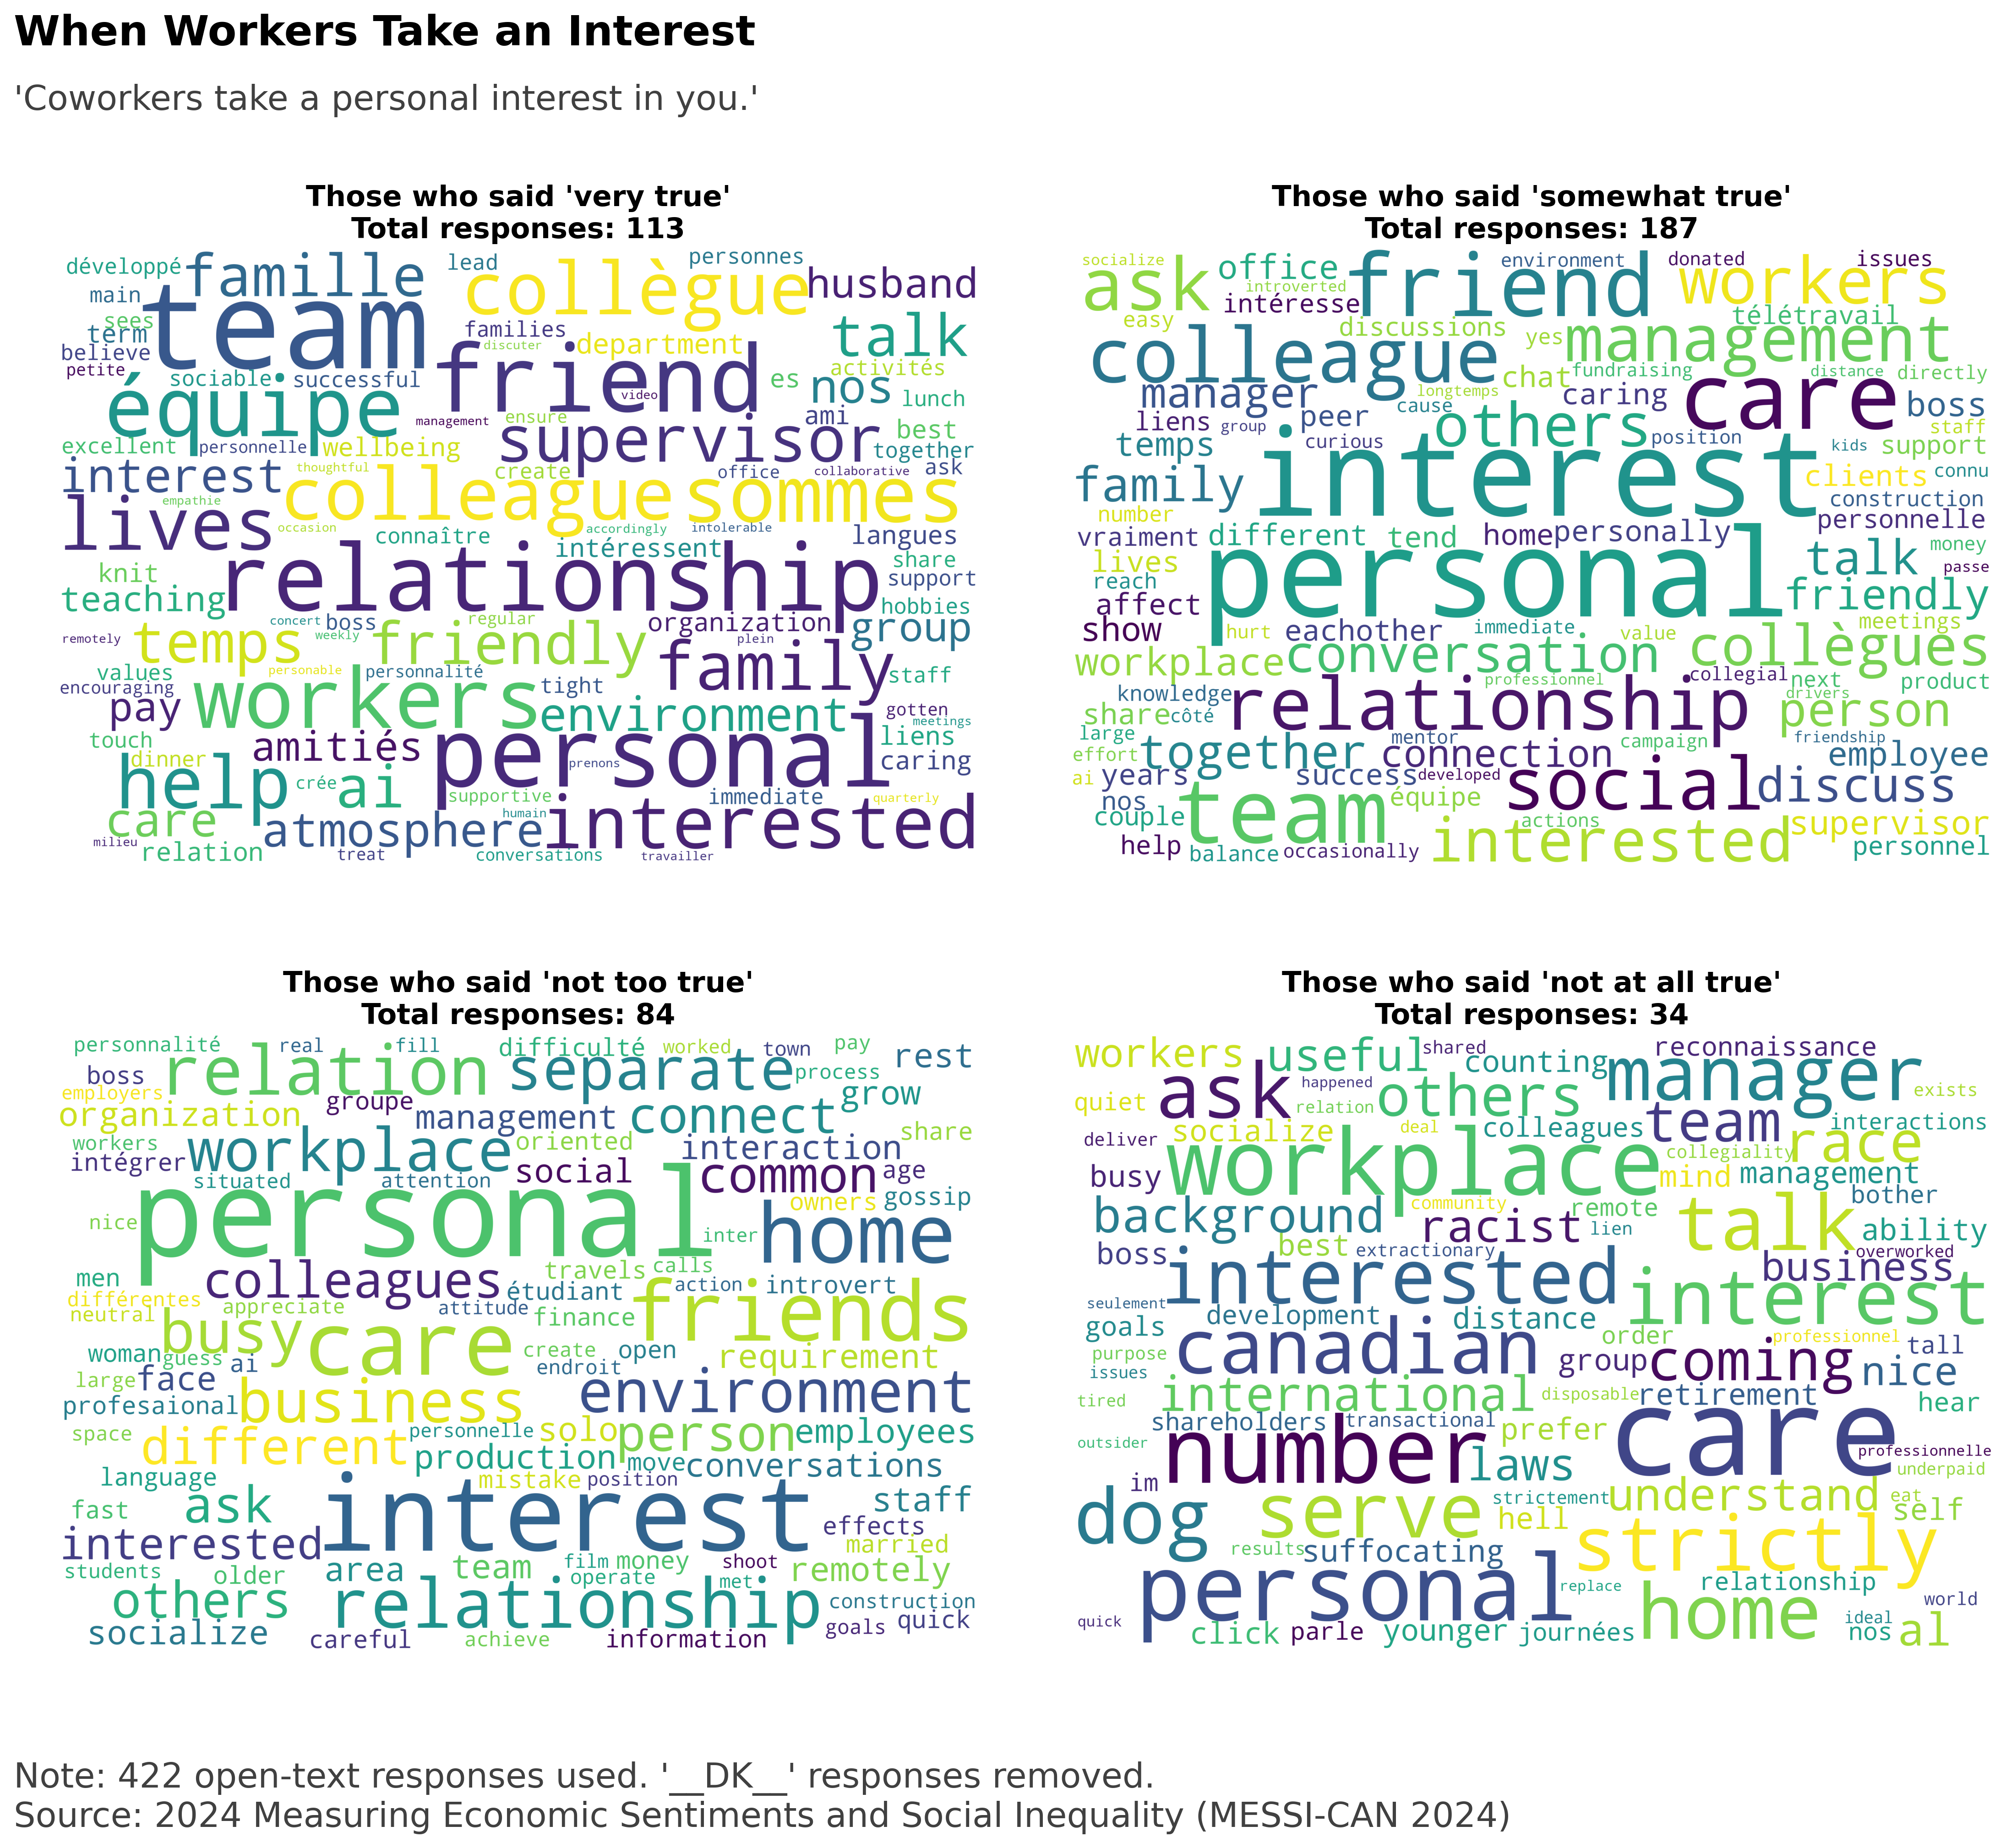 When Workers Take an Interest
'Coworkers take a personal interest in you.'
Those who said 'very true'
Total responses: 113
développé famille lead collègue personnes husband
main team sees term families department talk
believe discuter activités
petite sociable successful friend video es nos lunch
équipe management ensure ami best
excellent personnelle wellbeing supervisor together
interest thoughtful create office collaborative ask
empathie colleague sommes
lives occasion connaître accordingly intolerable langues
intéressent share
knit relationship support
teaching hobbies
remotely concert boss regular organization group
temps weekly friendly plein
values personable personnalité family staff
encouraging workers tight
pay environment gotten meetings
touch amitiés personal liens
dinner prenons caring
help crée ai supportive immediate quarterly
care humain
atmosphere interested
milieu relation treat conversations travailler
Those who said 'somewhat true'
Total responses: 187
socialize ask office friend environment donated workers issues
introverted intéresse
easy discussions yes management télétravail
colleague chat fundraising distance directly
manager longtemps caring care boss
liens group peer cause others staff
temps curious position kids support
family interest clients connu
number construction
vraiment different tend home personally personnelle
lives talk money
reach personal passe
affect friendly
show hurt eachother immediate value meetings
workplace conversation collègues
knowledge professionnel collegial next product
share côté relationship drivers person
large mentor friendship
effort together connection campaign employee
ai years success developed social discuss
nos team équipe
couple actions supervisor
help balance occasionally interested personnel
Those who said 'not too true'
Total responses: 84
personnalité real fill difficulté worked town pay rest
boss relation separate process
employers groupe grow
organization management connect
workers oriented interaction share
intégrer workplace social common age
situated attention owners gossip
nice personal inter home
men colleagues travels calls
différentes étudiant action introvert
neutral appreciate attitude finance friends
busy care create open
woman guess ai endroit requirement
large face environment
profesaional business
space different personnelle solo person employees
language production move conversations
mistake position
fast ask interest staff
interested effects
married
students older area team film money shoot remotely
operate met
others relationship construction
socialize goals quick
careful achieve information
Those who said 'not at all true'
Total responses: 34
workers useful shared counting manager reconnaissance
quiet ask happened others exists
relation
deliver socialize deal colleagues team race interactions
busy workplace collegiality mind management
background community remote talk bother
racist lien ability
boss best extractionary overworked
interested business interest
seulement development distance
goals canadian order professionnel tall
purpose group coming nice
issues
tired international disposable retirement hear
shareholders transactional prefer care
outsider number professionnelle
im laws underpaid
dog serve strictement understand eat self
hell
results suffocating strictly
personal replace relationship world
quick click parle younger journées home ideal al
nos
Note: 422 open-text responses used. '__DK__' responses removed.
Source: 2024 Measuring Economic Sentiments and Social Inequality (MESSI-CAN 2024)